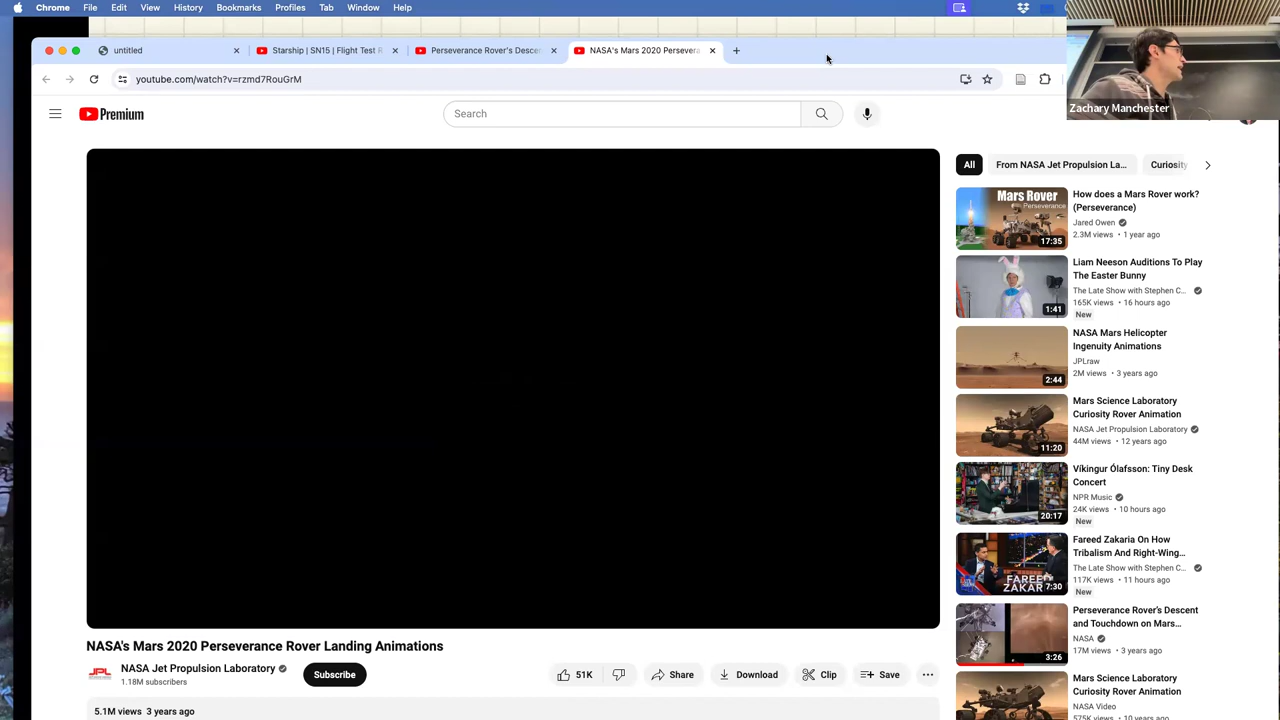 Chrome File Edit View History Bookmarks Profiles Tab Window Help
untitled
Starship | SN15 | Flight Test R
Perseverance Rover's Descen
NASA's Mars 2020 Persevera
youtube.com/watch?v=rzmd7RouGrM
Zachary Manchester
Premium
Search
All
From NASA Jet Propulsion La...
Curiosity
Mars Rover
Perseverance
17:35
How does a Mars Rover work?
(Perseverance)
Jared Owen
2.3M views • 1 year ago
1:41
Liam Neeson Auditions To Play
The Easter Bunny
The Late Show with Stephen C...
165K views • 16 hours ago
New
2:44
NASA Mars Helicopter
Ingenuity Animations
JPLraw
2M views • 3 years ago
11:20
Mars Science Laboratory
Curiosity Rover Animation
NASA Jet Propulsion Laboratory
44M views • 12 years ago
20:17
Víkingur Ólafsson: Tiny Desk
Concert
NPR Music
24K views • 10 hours ago
New
FAREED
ZAKAR
7:30
Fareed Zakaria On How
Tribalism And Right-Wing...
The Late Show with Stephen C...
117K views • 11 hours ago
New
3:26
Perseverance Rover's Descent
and Touchdown on Mars...
NASA
17M views • 3 years ago
Mars Science Laboratory
Curiosity Rover Animation
NASA Video
575K views • 10 years ago
NASA's Mars 2020 Perseverance Rover Landing Animations
JPL
NASA Jet Propulsion Laboratory
1.18M subscribers
Subscribe
51K
Share
Download
Clip
Save
5.1M views 3 years ago